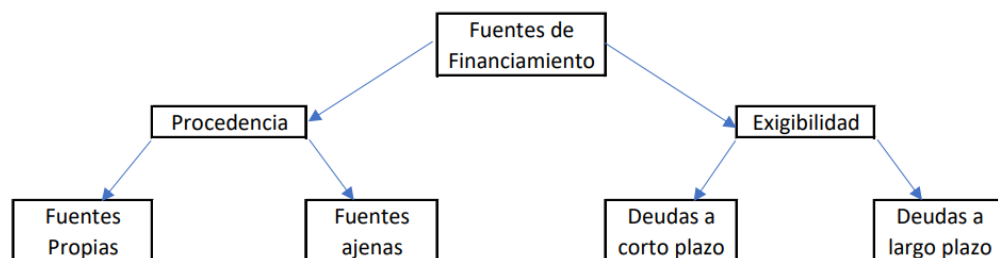 Fuentes de
Financiamiento
Procedencia
Exigibilidad
Fuentes
Propias
Fuentes
ajenas
Deudas a
corto plazo
Deudas a
largo plazo